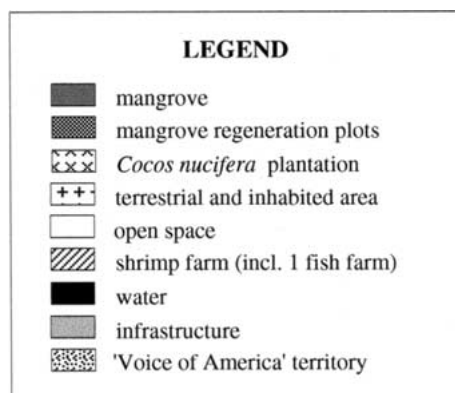 LEGEND
mangrove
mangrove regeneration plots
Cocos nucifera plantation
terrestrial and inhabited area
open space
shrimp farm (incl. 1 fish farm)
water
infrastructure
'Voice of America' territory